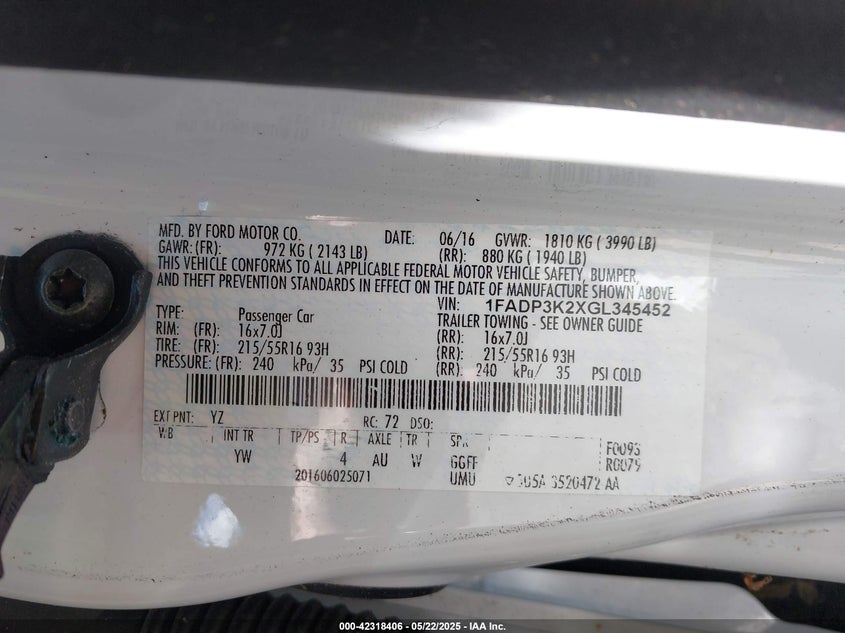 MFD. BY FORD MOTOR CO. DATE: 06/16 GVWR: 1810 KG ( 3990 LB)
GAWR: (FR): 972 KG ( 2143 LB) (RR): 880 KG ( 1940 LB)
THIS VEHICLE CONFORMS TO ALL APPLICABLE FEDERAL MOTOR VEHICLE SAFETY, BUMPER,
AND THEFT PREVENTION STANDARDS IN EFFECT ON THE DATE OF MANUFACTURE SHOWN ABOVE.
VIN: 1FADP3K2XGL345452
TYPE: Passenger Car TRAILER TOWING - SEE OWNER GUIDE
RIM: (FR): 16x7.0J (RR): 16x7.0J
TIRE: (FR): 215/55R16 93H (RR): 215/55R16 93H
PRESSURE: (FR): 240 kPa/ 35 PSI COLD (RR): 240 kPa/ 35 PSI COLD
EXT PNT: YZ RC: 72 DSO:
WB INT TR TP/PS R AXLE TR SPR F0093
YW 4 AU W GGFF R0079
201606025071 UMU 3520472 AA
000-42318406 - 05/22/2025 - IAA Inc.